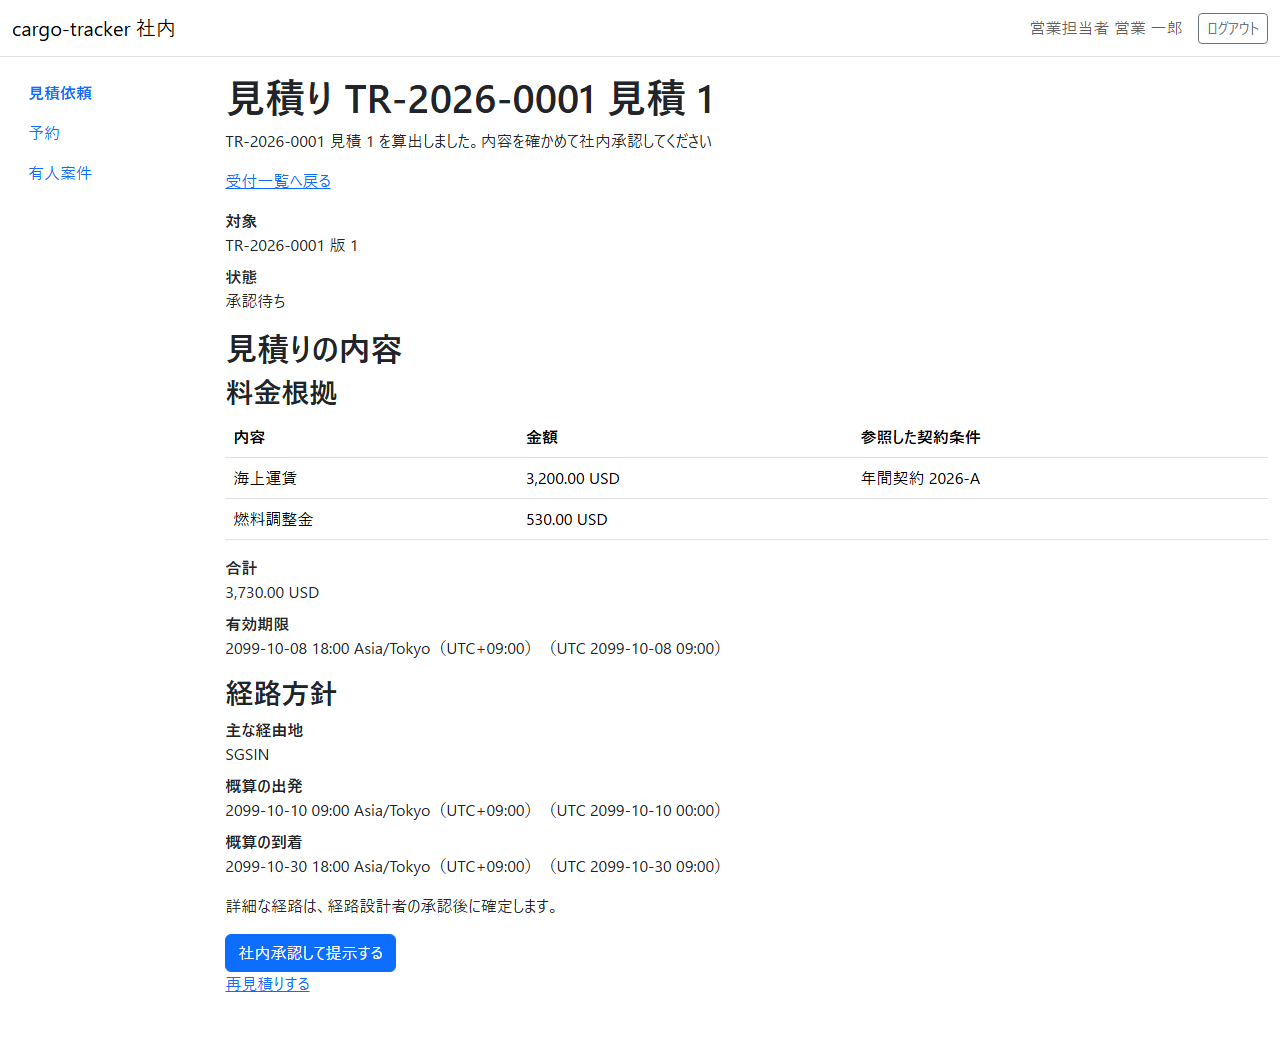 cargo-tracker 社内
営業担当者 営業 一郎
ログアウト
見積依頼
予約
有人案件
見積り TR-2026-0001 見積 1
TR-2026-0001 見積 1 を算出しました。内容を確かめて社内承認してください
受付一覧へ戻る
対象
TR-2026-0001 版 1
状態
承認待ち
見積りの内容
料金根拠
内容 金額 参照した契約条件
海上運賃 3,200.00 USD 年間契約 2026-A
燃料調整金 530.00 USD
合計
3,730.00 USD
有効期限
2099-10-08 18:00 Asia/Tokyo（UTC+09:00）（UTC 2099-10-08 09:00）
経路方針
主な経由地
SGSIN
概算の出発
2099-10-10 09:00 Asia/Tokyo（UTC+09:00）（UTC 2099-10-10 00:00）
概算の到着
2099-10-30 18:00 Asia/Tokyo（UTC+09:00）（UTC 2099-10-30 09:00）
詳細な経路は、経路設計者の承認後に確定します。
社内承認して提示する
再見積りする